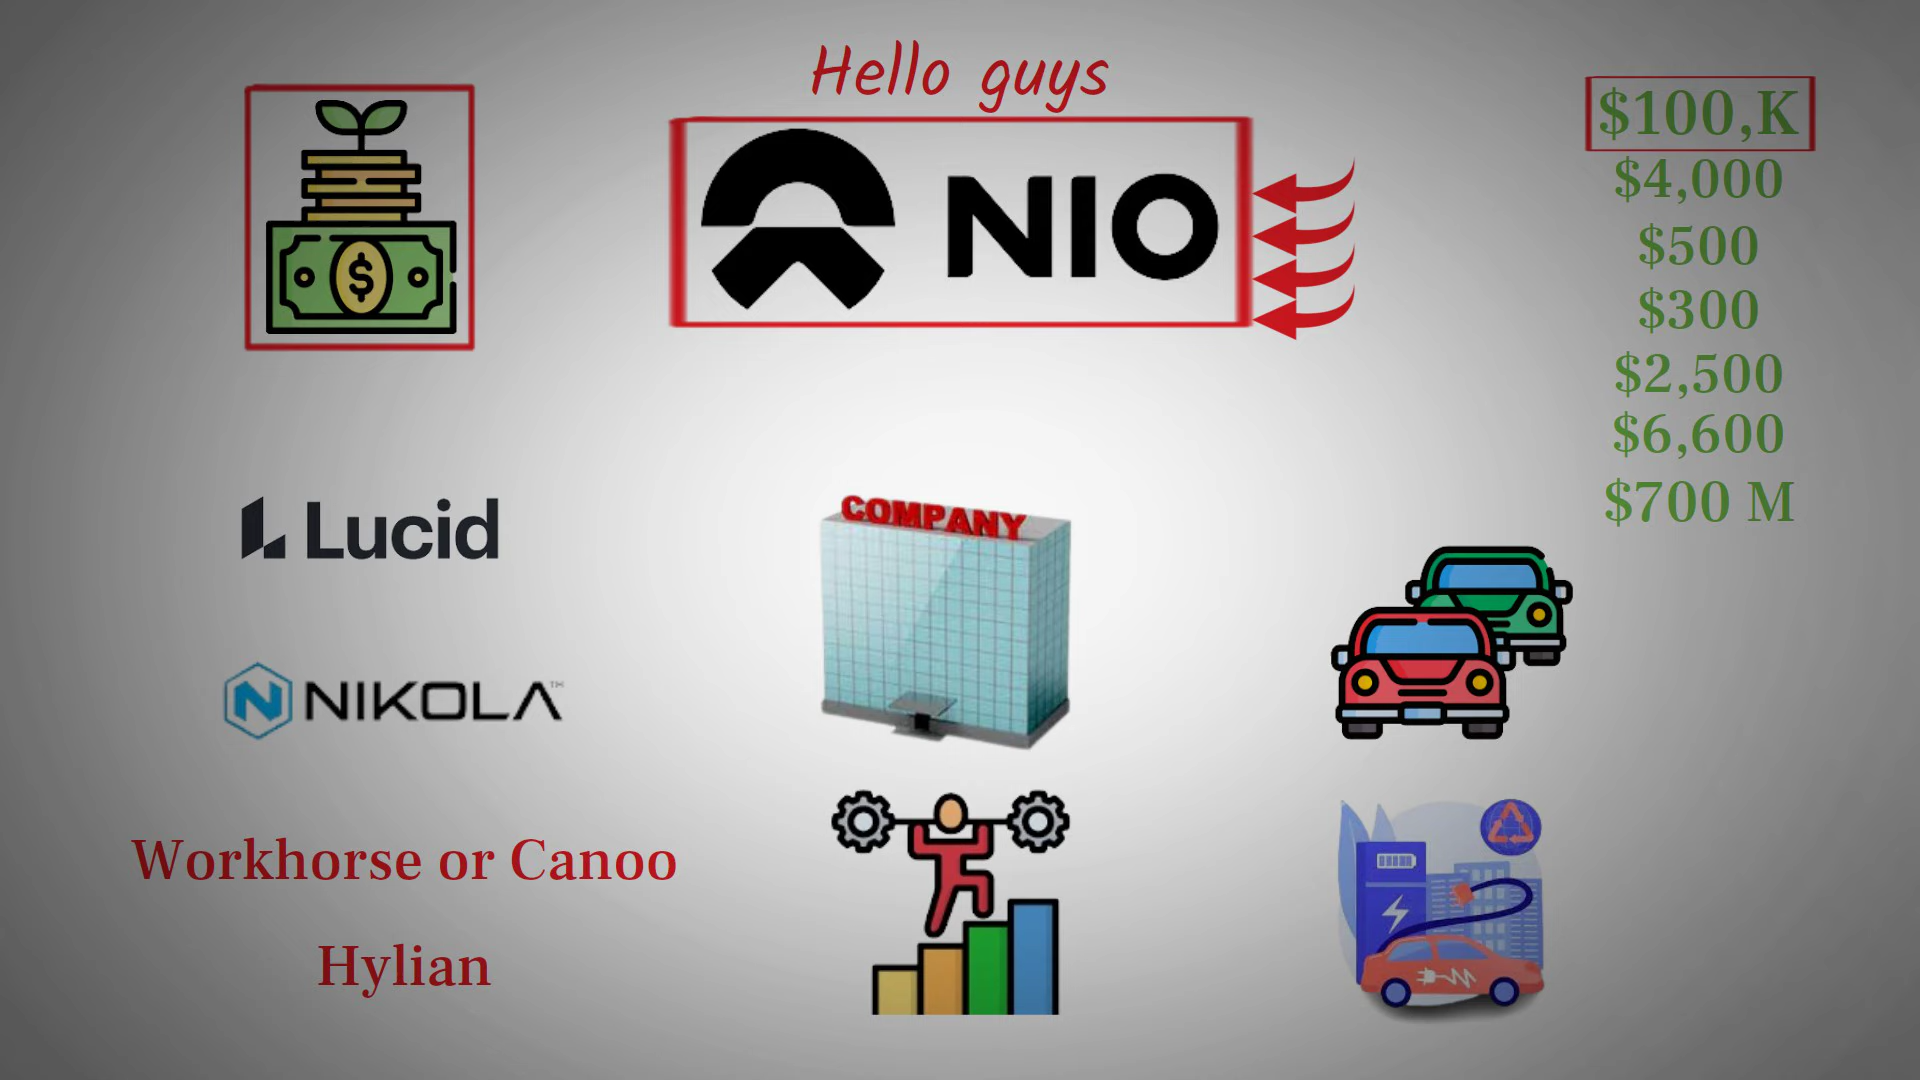 Hello guys
NIO
$100,K
$4,000
$500
$300
$2,500
$6,600
$700 M
Lucid
COMPANY
NIKOLA™
Workhorse or Canoo
Hylian